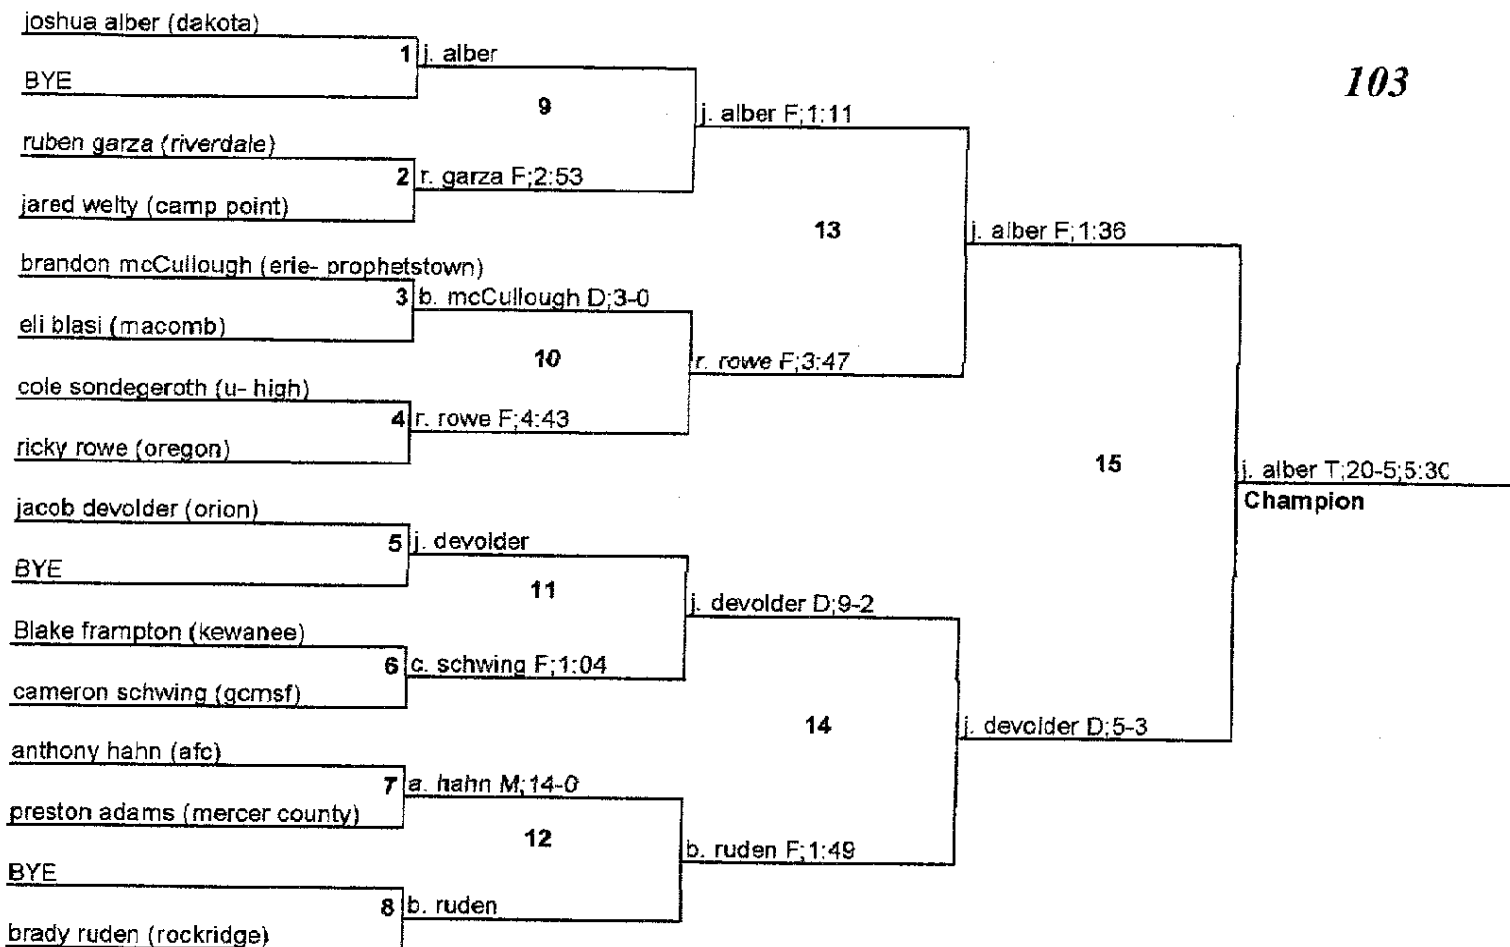 joshua alber (dakota)
1 j. alber
BYE
103
9
j. alber F;1:11
ruben garza (riverdale)
2 r. garza F;2:53
jared welty (camp point)
13
j. alber F;1:36
brandon mcCullough (erie- prophetstown)
3 b. mcCullough D;3-0
eli blasi (macomb)
10
r. rowe F;3:47
cole sondegeroth (u- high)
4 r. rowe F;4:43
ricky rowe (oregon)
15
j. alber T;20-5;5:30
Champion
jacob devolder (orion)
5 j. devolder
BYE
11
j. devolder D;9-2
Blake frampton (kewanee)
6 c. schwing F;1:04
cameron schwing (gcmsf)
14
j. devolder D;5-3
anthony hahn (afc)
7 a. hahn M;14-0
preston adams (mercer county)
12
b. ruden F;1:49
BYE
8 b. ruden
brady ruden (rockridge)